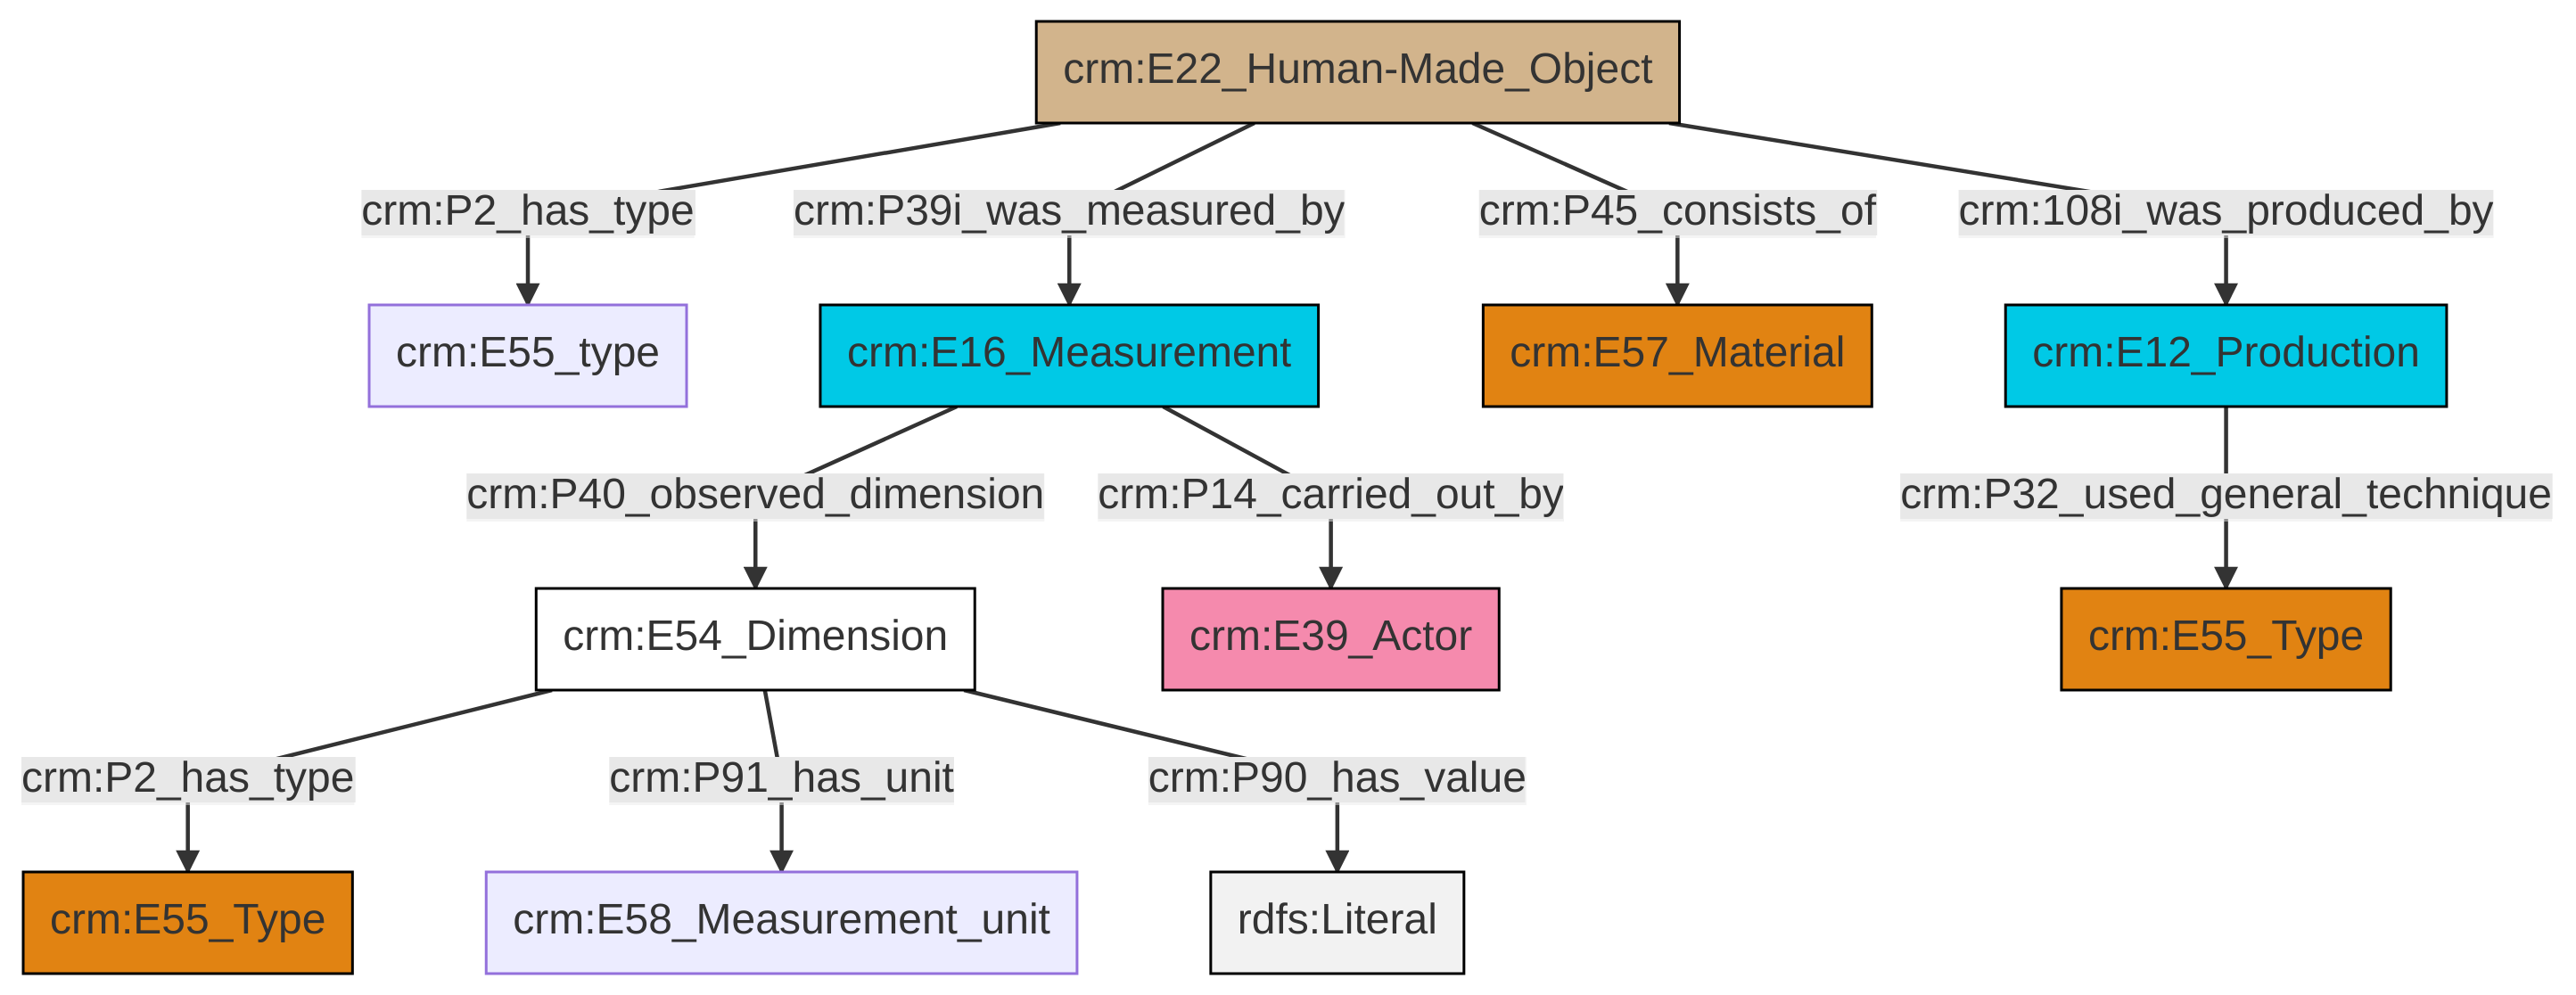 crm:E22_Human-Made_Object
crm:P2_has_type
crm:P39i_was_measured_by
crm:P45_consists_of
crm:108i_was_produced_by
crm:E55_type
crm:E16_Measurement
crm:E57_Material
crm:E12_Production
crm:P40_observed_dimension
crm:P14_carried_out_by
crm:P32_used_general_technique
crm:E54_Dimension
crm:E39_Actor
crm:E55_Type
crm:P2_has_type
crm:P91_has_unit
crm:P90_has_value
crm:E55_Type
crm:E58_Measurement_unit
rdfs:Literal